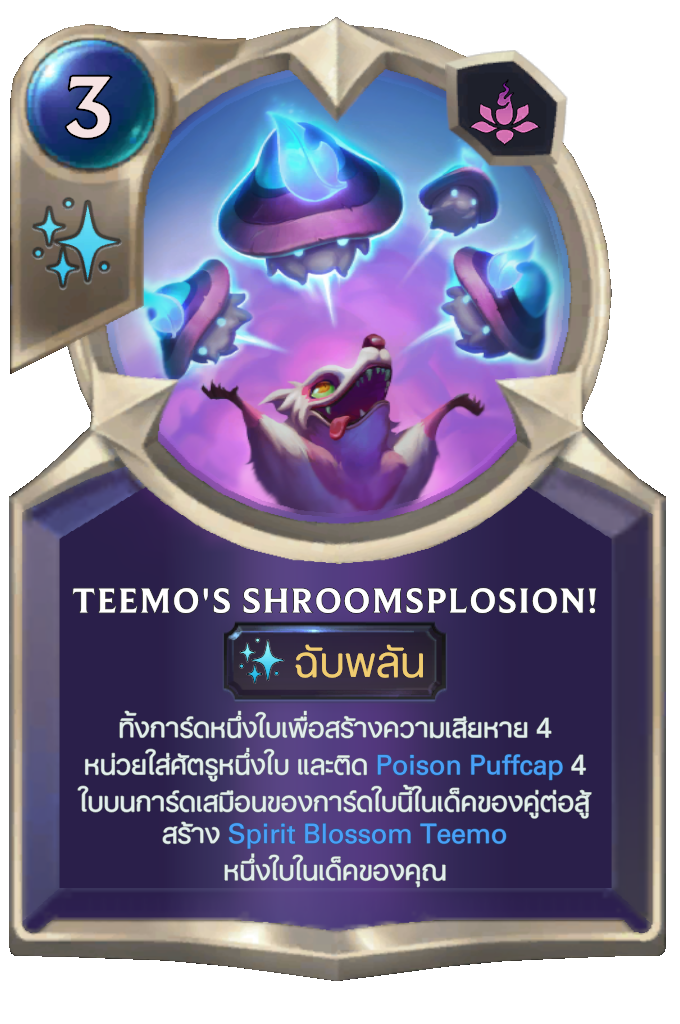 3
TEEMO'S SHROOMSPLOSION!
ฉับพลัน
ทิ้งการ์ดหนึ่งใบเพื่อสร้างความเสียหาย 4
หน่วยใส่ศัตรูหนึ่งใบ และติด Poison Puffcap 4
ใบบนการ์ดเสมือนของการ์ดใบนี้ในเด็คของคู่ต่อสู้
สร้าง Spirit Blossom Teemo
หนึ่งใบในเด็คของคุณ